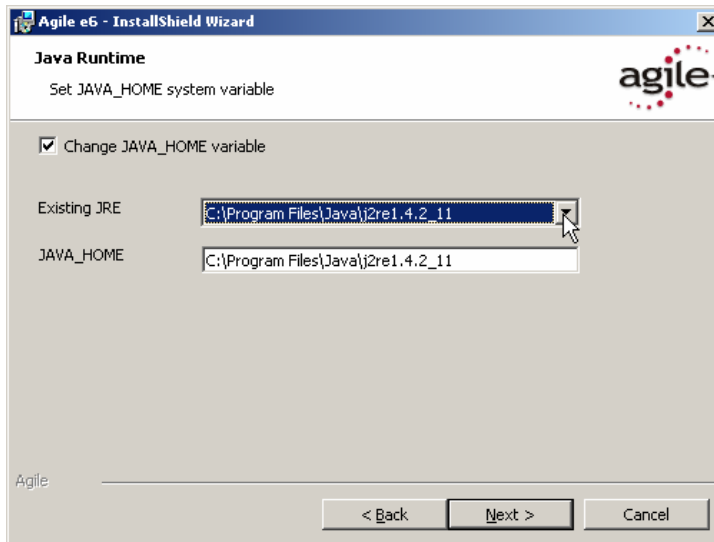 Agile e6 - InstallShield Wizard
Java Runtime
Set JAVA_HOME system variable
agile
Change JAVA_HOME variable
Existing JRE
C:\Program Files\Java\j2re1.4.2_11
JAVA_HOME
C:\Program Files\Java\j2re1.4.2_11
Agile
< Back
Next >
Cancel